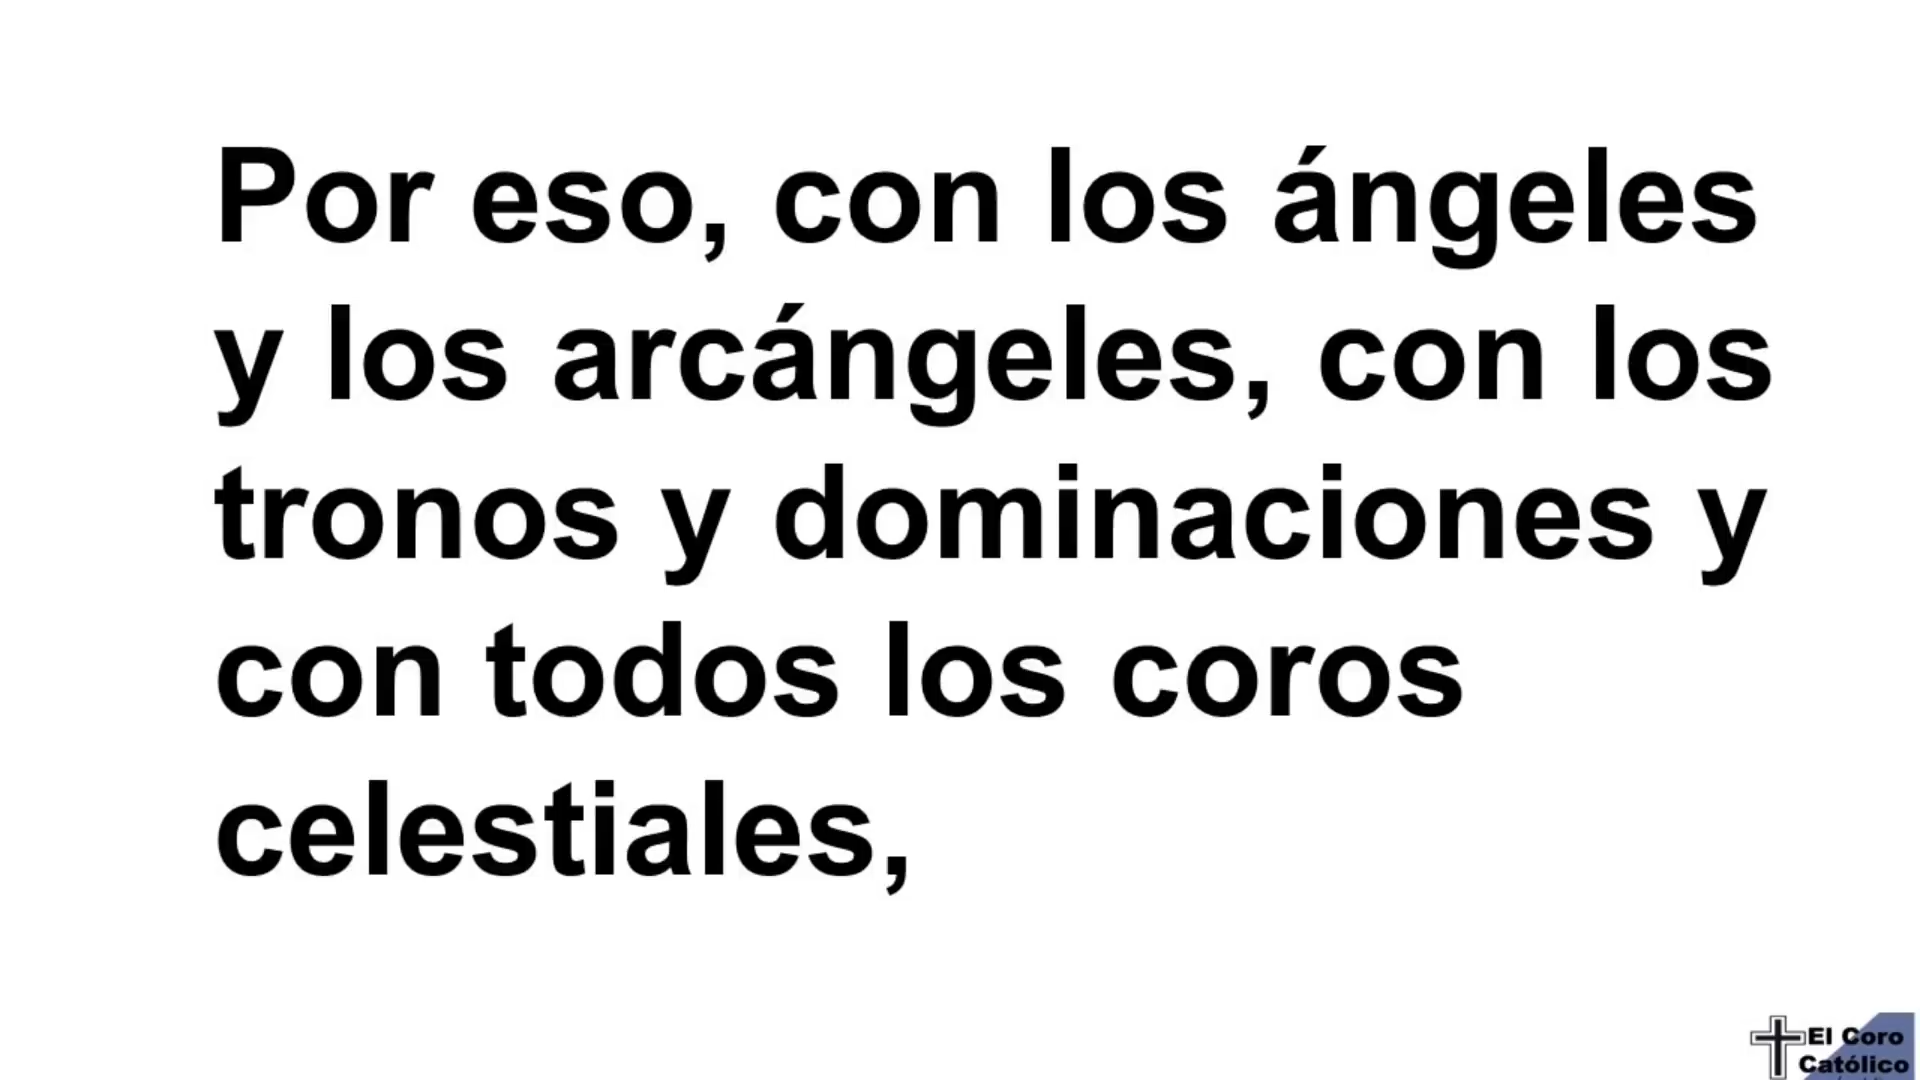 Por eso, con los ángeles
y los arcángeles, con los
tronos y dominaciones y
con todos los coros
celestiales,
El Coro
Católico